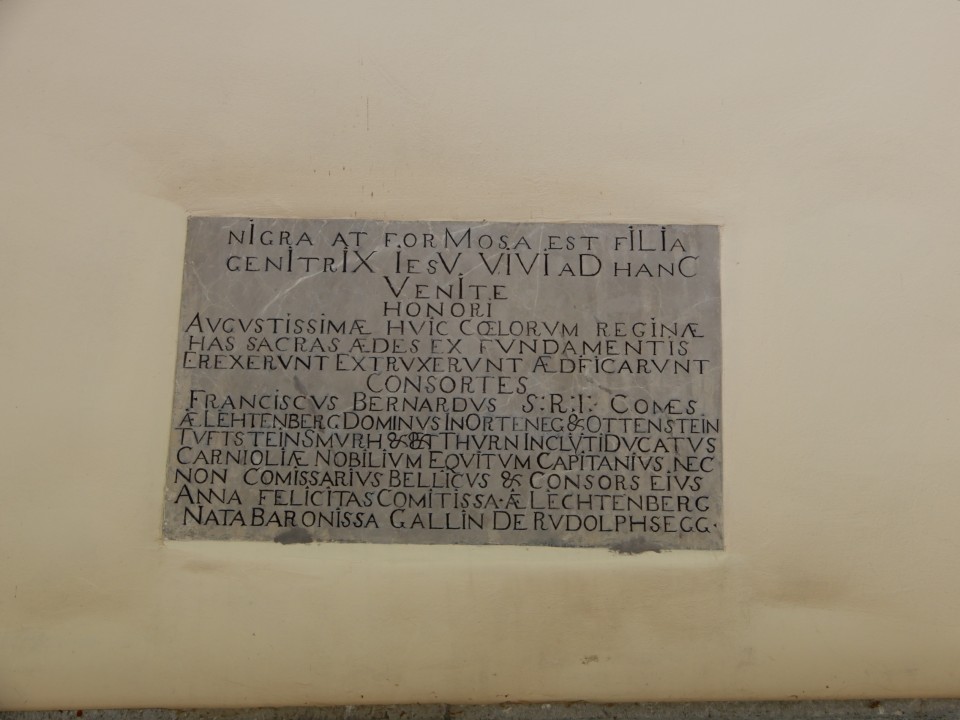 nIGRA AT FORMOSA EST fILIA
GENITRIX IesV VIVI aD HANC
VENITE
HONORI
AVGVSTISSIMÆ HVIC CŒLORVM REGINÆ
HAS SACRAS ÆDES EX FVNDAMENTIS
EREXERVNT EXTRVXERVNT ÆDFICARVNT
CONSORTES
FRANCISCVS BERNARDVS S:R:I: COMES
Æ LEHTENBERG DOMINVS IN ORTENEG & OTTENSTEIN
TVFTSTEIN SMVRH & THVRN INCLVTI DVCATVS
CARNIOLIÆ NOBILIVM EQVITVM CAPITANIVS NEC
NON COMISSARIVS BELLICVS & CONSORS EIVS
ANNA FELICITAS COMITISSA Æ LECHTENBERG
NATA BARONISSA GALLIN DE RVDOLPHSEGG